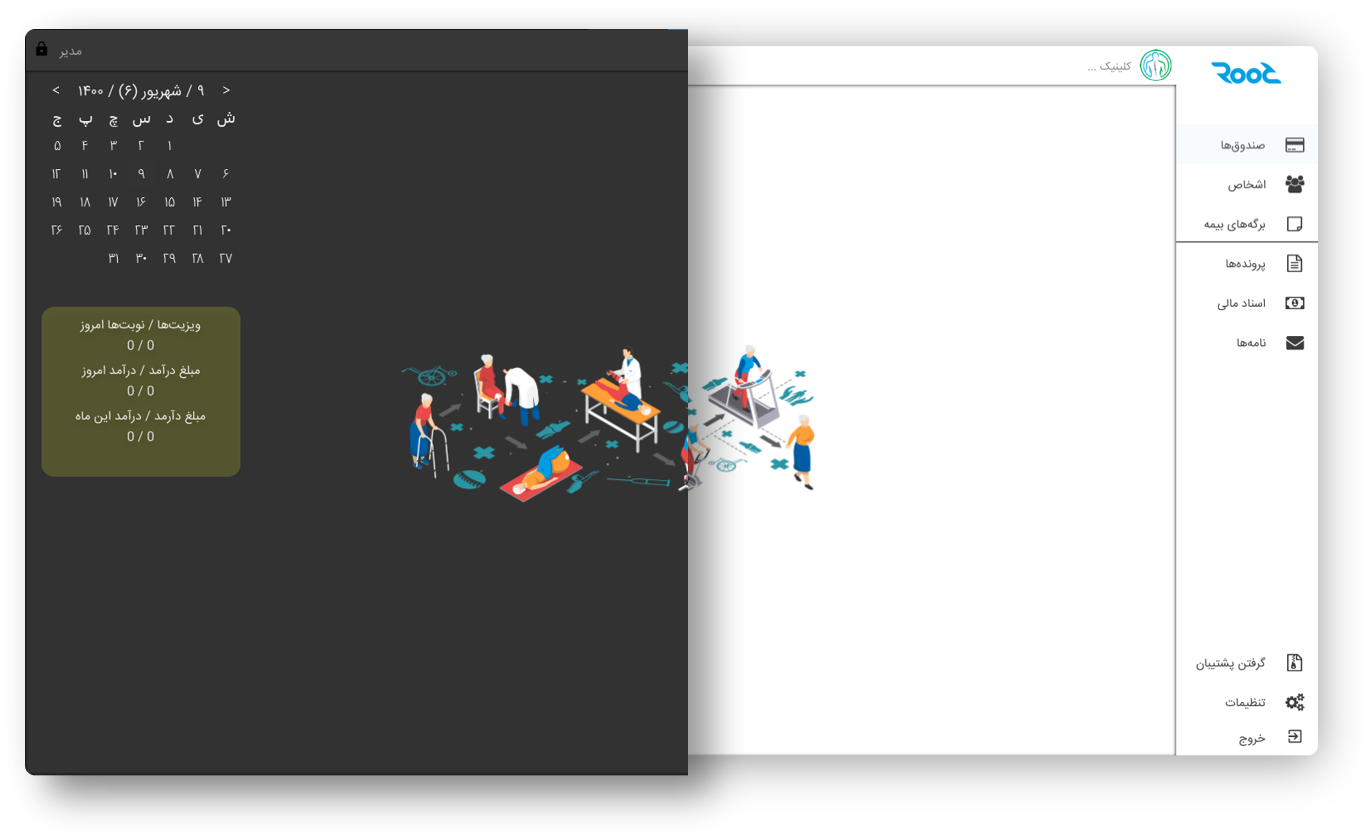 ROOT
کلینیک ...
صندوق‌ها
اشخاص
برگه‌های بیمه
پرونده‌ها
اسناد مالی
نامه‌ها
گرفتن پشتیبان
تنظیمات
خروج
مدیر
< ۹ / شهریور (۶) / ۱۴۰۰ >
ش ی د س چ پ ج
۱ ۲ ۳ ۴ ۵
۶ ۷ ۸ ۹ ۱۰ ۱۱ ۱۲
۱۳ ۱۴ ۱۵ ۱۶ ۱۷ ۱۸ ۱۹
۲۰ ۲۱ ۲۲ ۲۳ ۲۴ ۲۵ ۲۶
۲۷ ۲۸ ۲۹ ۳۰ ۳۱
ویزیت‌ها / نوبت‌ها امروز
0 / 0
مبلغ درآمد / درآمد امروز
0 / 0
مبلغ دآرمد / درآمد این ماه
0 / 0